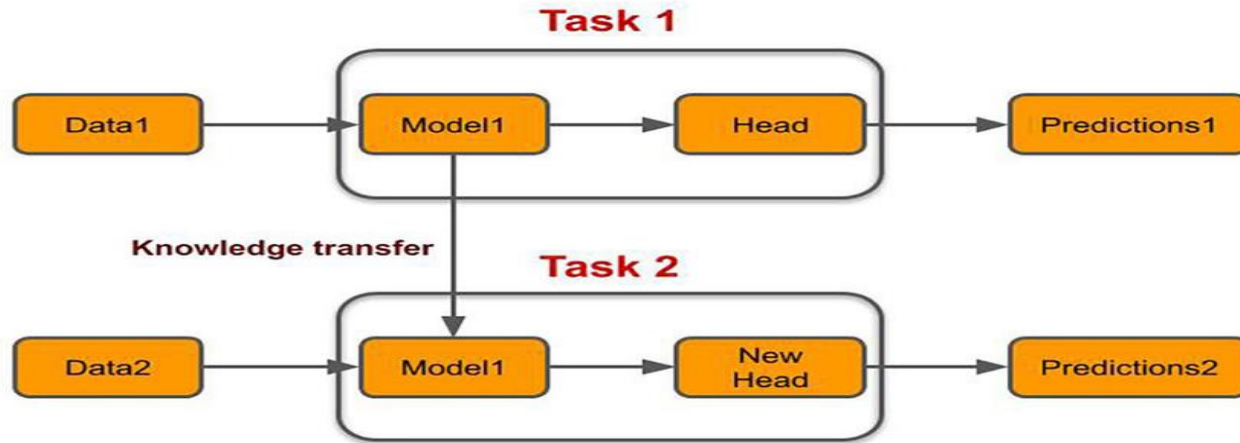 Task 1
Data1
Model1
Head
Predictions1
Knowledge transfer
Task 2
Data2
Model1
New
Head
Predictions2